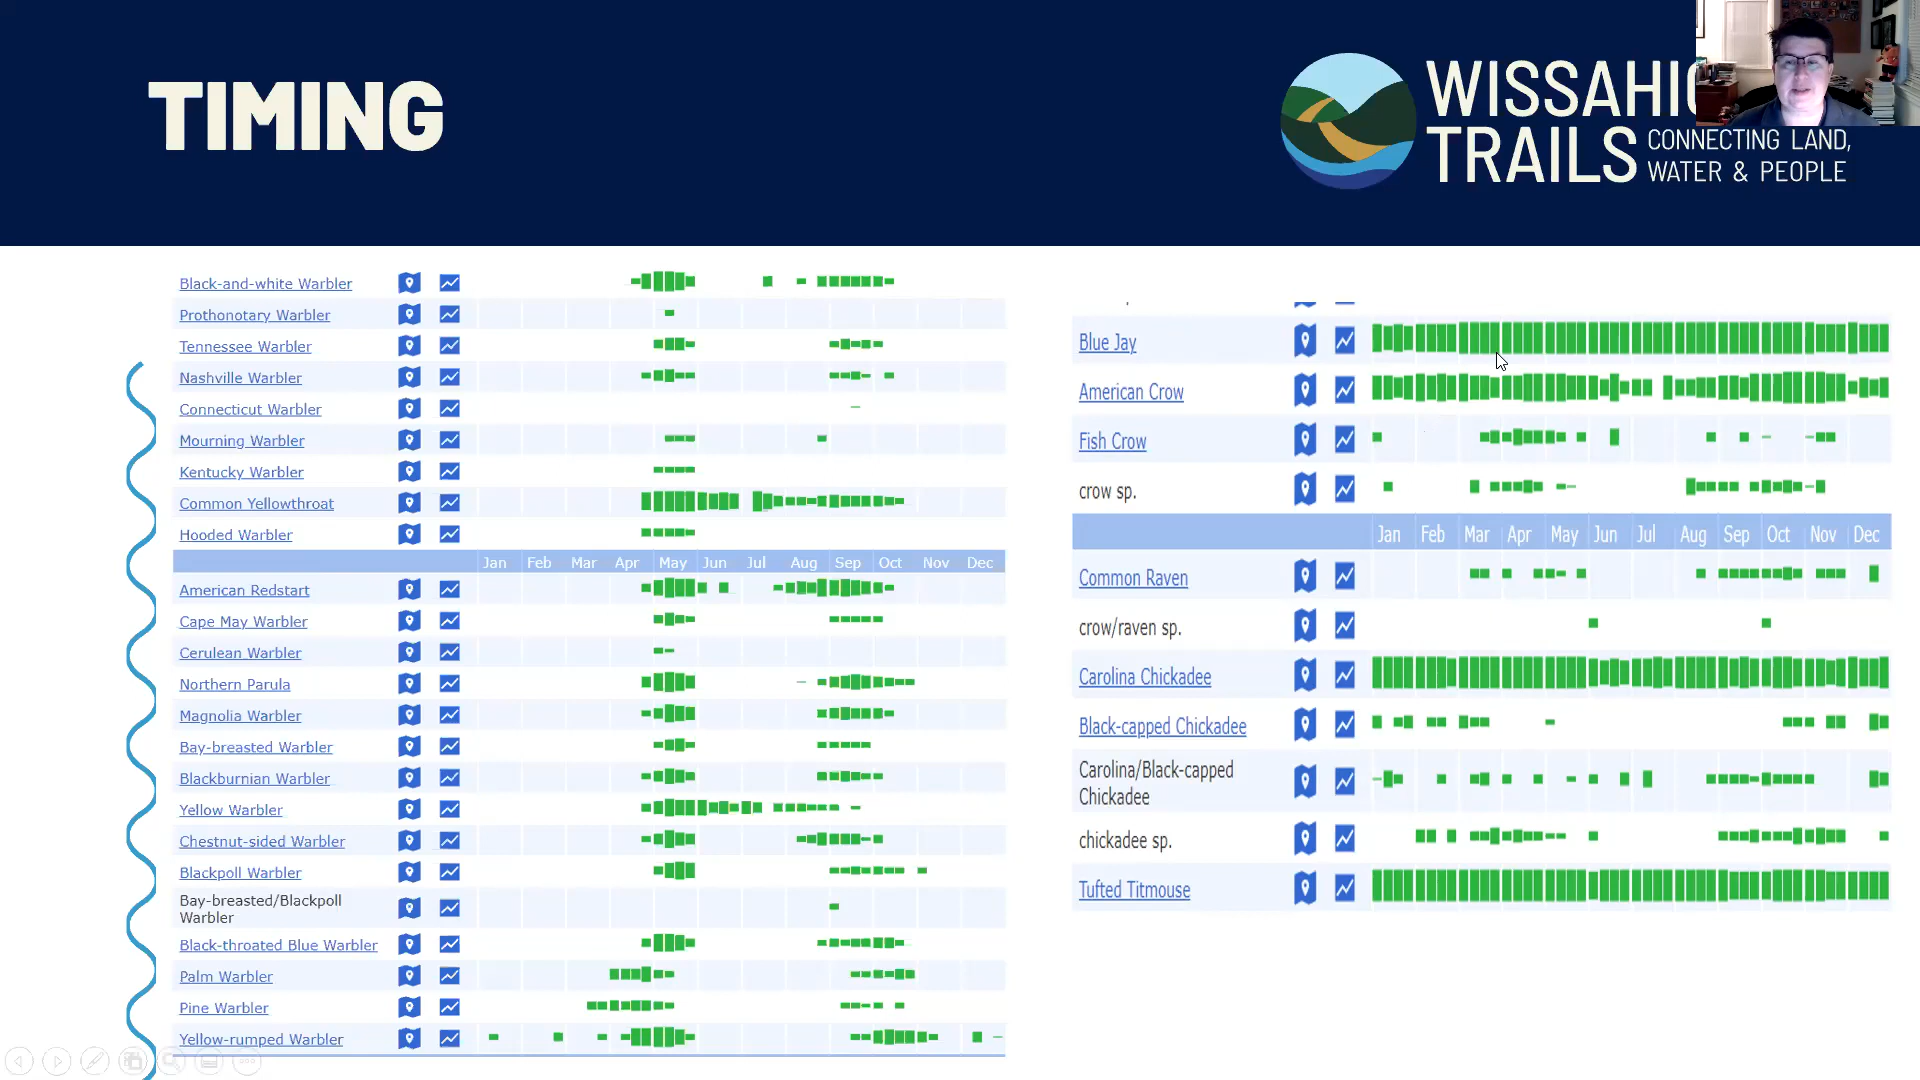 TIMING
WISSAHI
TRAILS
CONNECTING LAND,
WATER & PEOPLE
Black-and-white Warbler
Prothonotary Warbler
Tennessee Warbler
Nashville Warbler
Connecticut Warbler
Mourning Warbler
Kentucky Warbler
Common Yellowthroat
Hooded Warbler
Jan Feb Mar Apr May Jun Jul Aug Sep Oct Nov Dec
American Redstart
Cape May Warbler
Cerulean Warbler
Northern Parula
Magnolia Warbler
Bay-breasted Warbler
Blackburnian Warbler
Yellow Warbler
Chestnut-sided Warbler
Blackpoll Warbler
Bay-breasted/Blackpoll
Warbler
Black-throated Blue Warbler
Palm Warbler
Pine Warbler
Yellow-rumped Warbler
Blue Jay
American Crow
Fish Crow
crow sp.
Jan Feb Mar Apr May Jun Jul Aug Sep Oct Nov Dec
Common Raven
crow/raven sp.
Carolina Chickadee
Black-capped Chickadee
Carolina/Black-capped
Chickadee
chickadee sp.
Tufted Titmouse